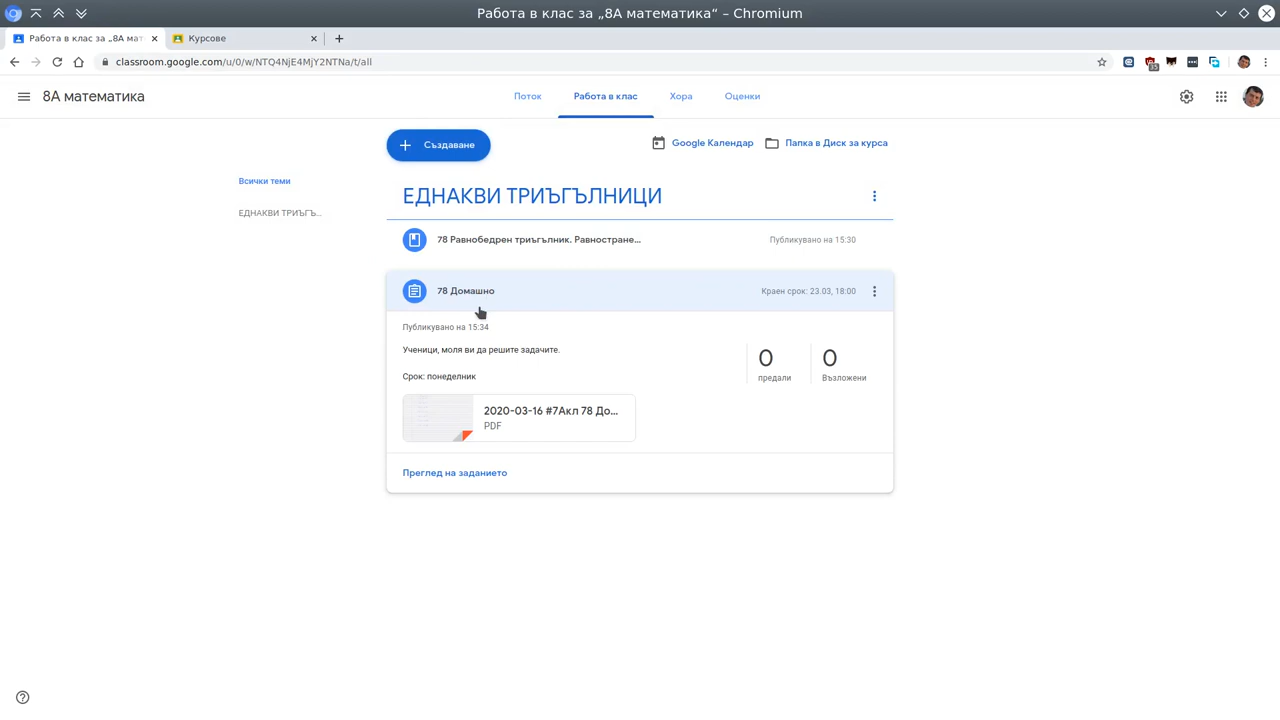 Работа в клас за „8А математика“ – Chromium
Работа в клас за „8А мат
Курсове
classroom.google.com/u/0/w/NTQ4NjE4MjY2NTNa/t/all
35
8А математика
Поток
Работа в клас
Хора
Оценки
Създаване
Google Календар
Папка в Диск за курса
Всички теми
ЕДНАКВИ ТРИЪГЪ...
ЕДНАКВИ ТРИЪГЪЛНИЦИ
78 Равнобедрен триъгълник. Равностране...
Публикувано на 15:30
78 Домашно
Краен срок: 23.03, 18:00
Публикувано на 15:34
Ученици, моля ви да решите задачите.
Срок: понеделник
0
предали
0
Възложени
2020-03-16 #7Акл 78 До...
PDF
Преглед на заданието